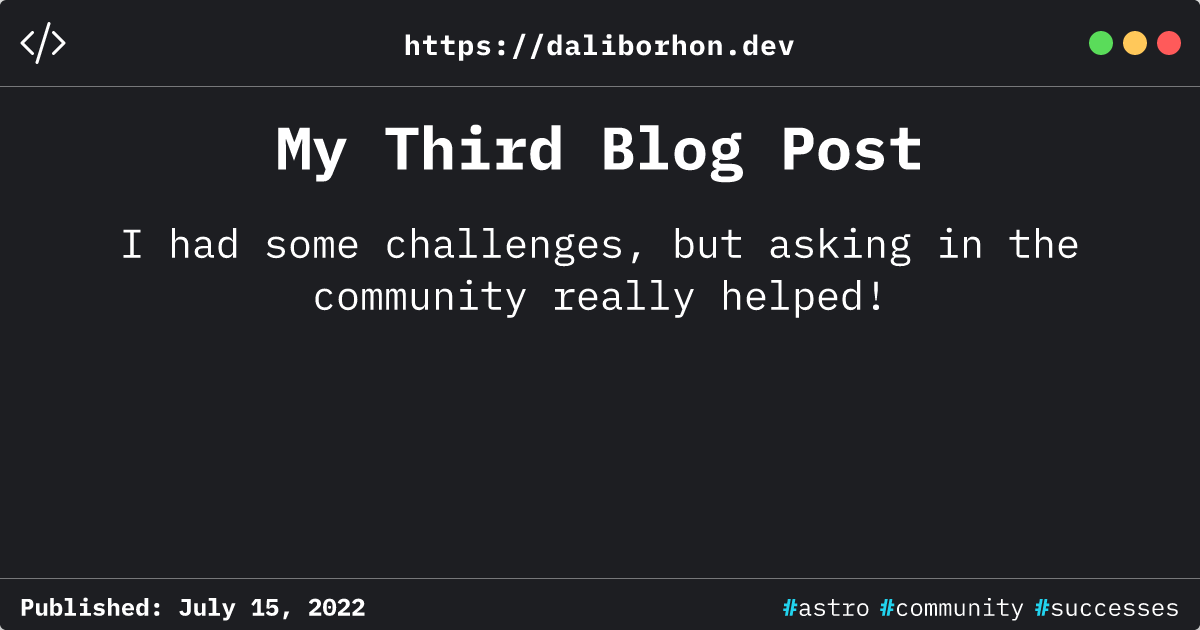 </>
https://daliborhon.dev
My Third Blog Post
I had some challenges, but asking in the
community really helped!
Published: July 15, 2022
#astro #community #successes